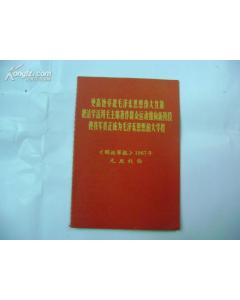 更高地举起毛泽东思想伟大红旗
把活学活用毛主席著作群众运动推向新阶段
把我军真正成为毛泽东思想的大学校
《解放军报》1967年
元旦社论